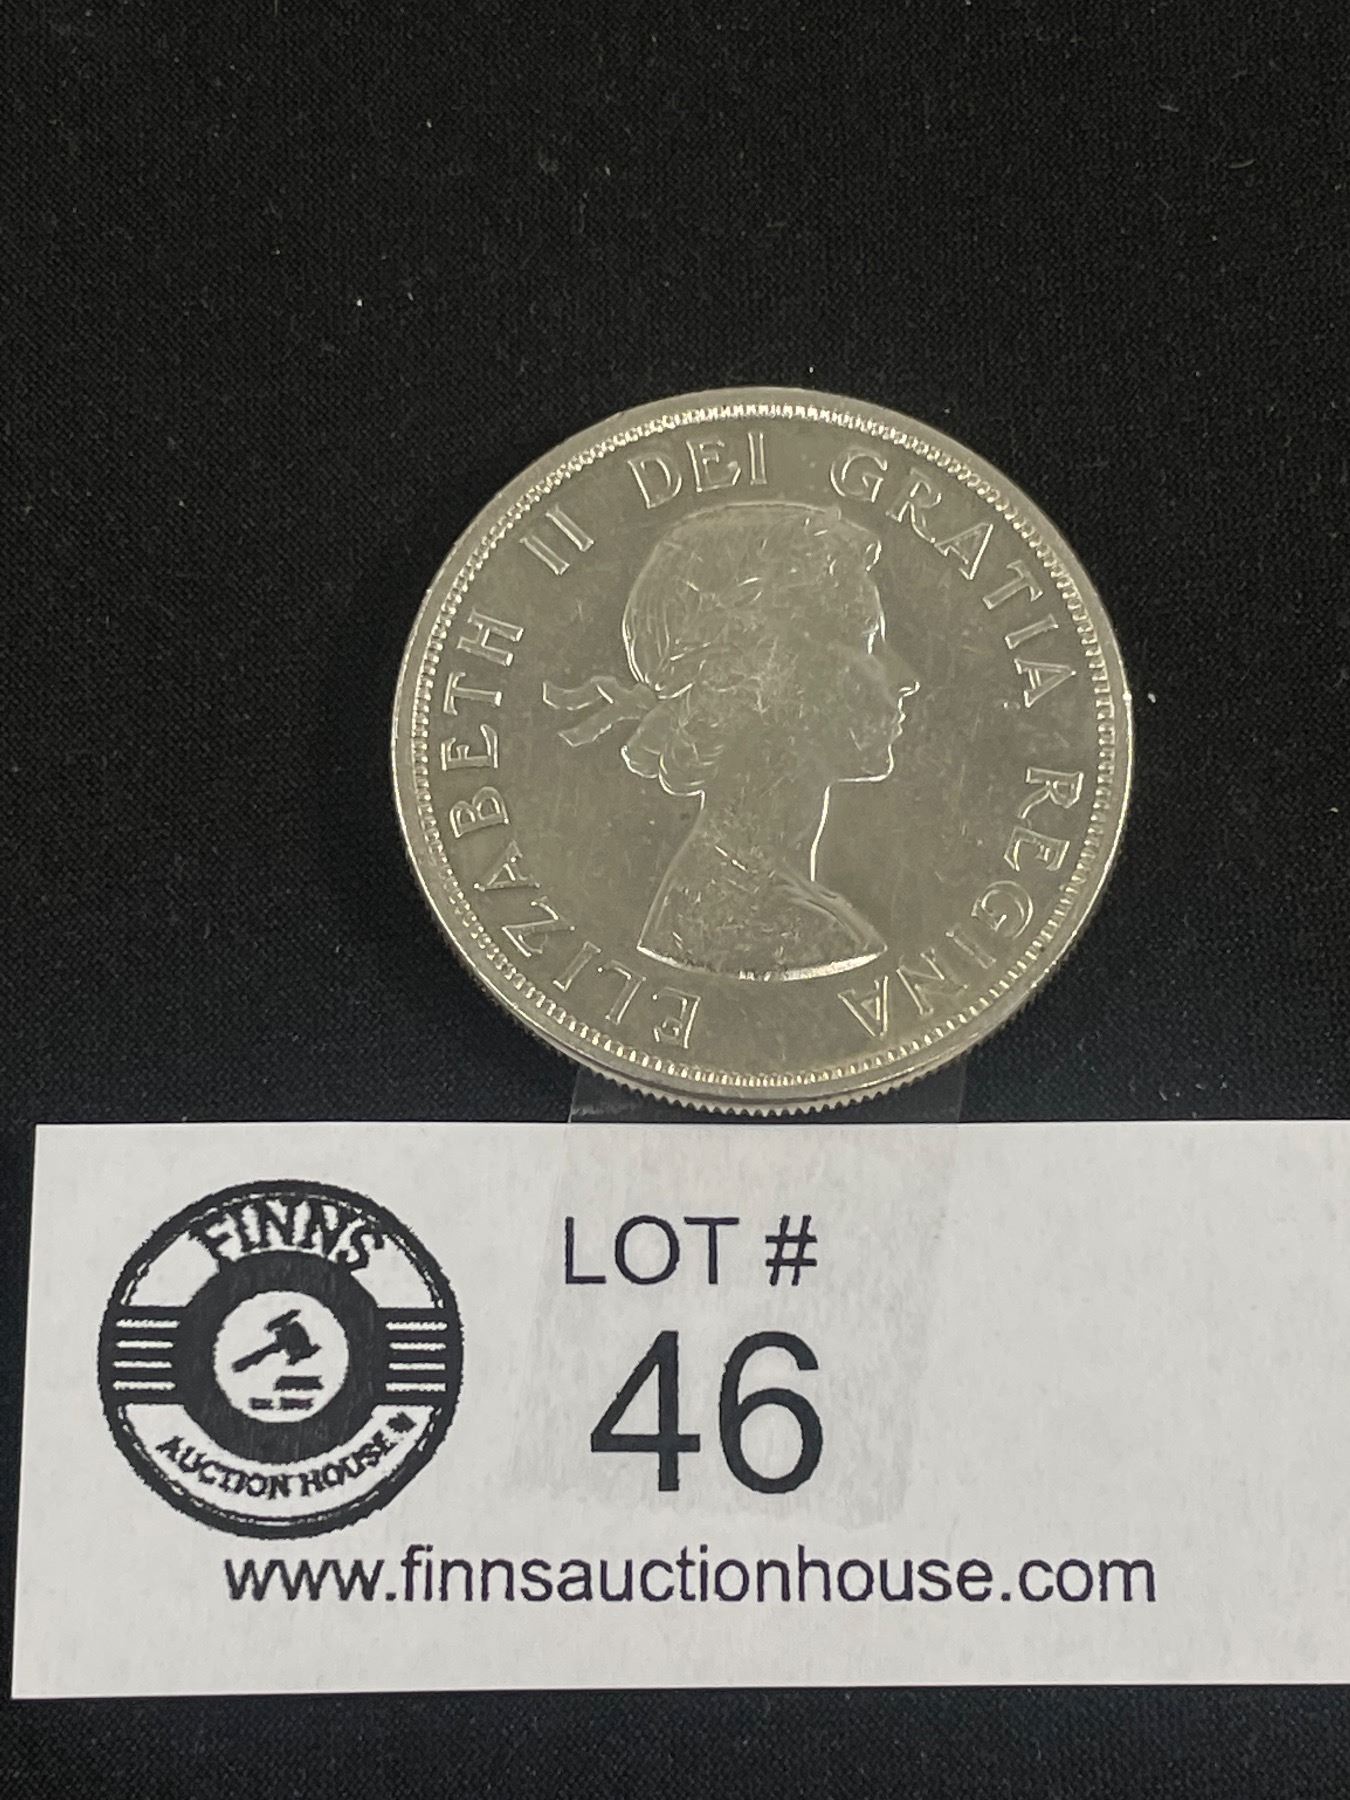 ELIZABETH II DEI GRATIA REGINA
FINNS
AUCTION HOUSE
LOT #
46
www.finnsauctionhouse.com